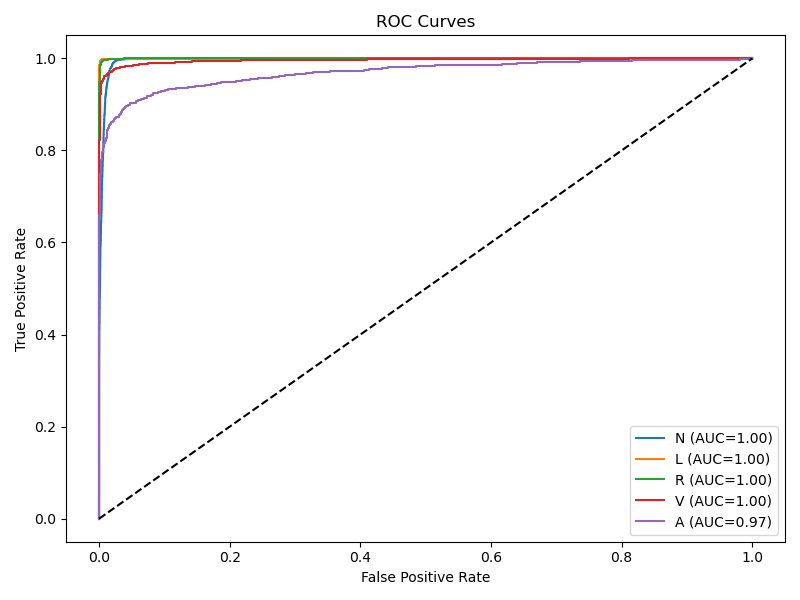 ROC Curves
True Positive Rate
1.0
0.8
0.6
0.4
0.2
0.0
0.0 0.2 0.4 0.6 0.8 1.0
False Positive Rate
N (AUC=1.00)
L (AUC=1.00)
R (AUC=1.00)
V (AUC=1.00)
A (AUC=0.97)